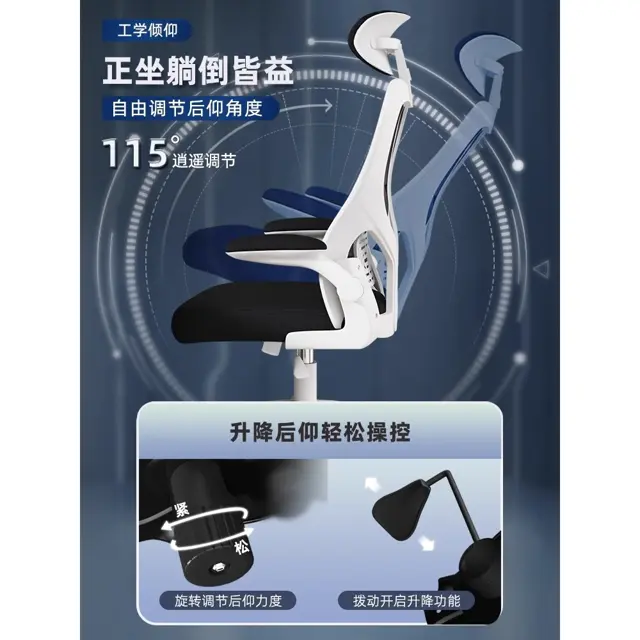 工学倾仰
正坐躺倒皆益
自由调节后仰角度
115°逍遥调节
升降后仰轻松操控
紧
松
旋转调节后仰力度
拨动开启升降功能